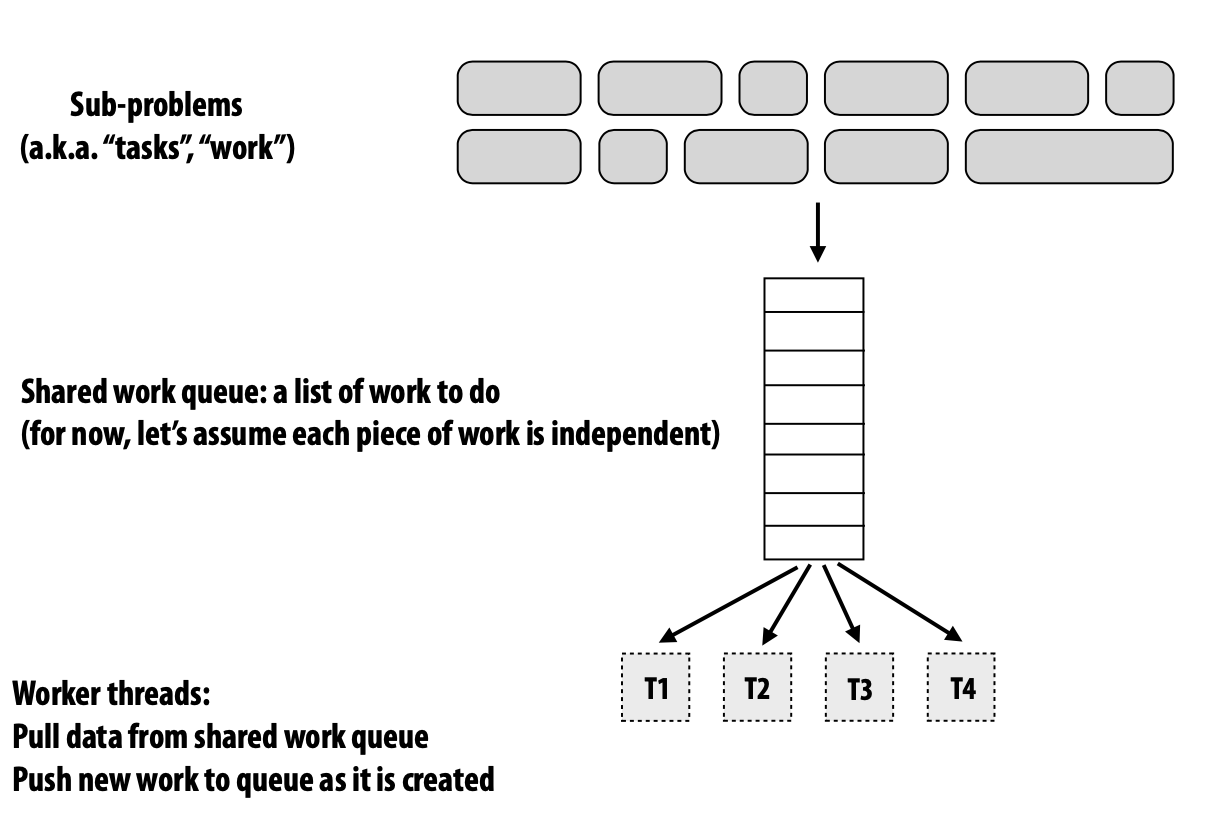 Sub-problems
(a.k.a. “tasks”, “work”)
Shared work queue: a list of work to do
(for now, let’s assume each piece of work is independent)
T1 T2 T3 T4
Worker threads:
Pull data from shared work queue
Push new work to queue as it is created